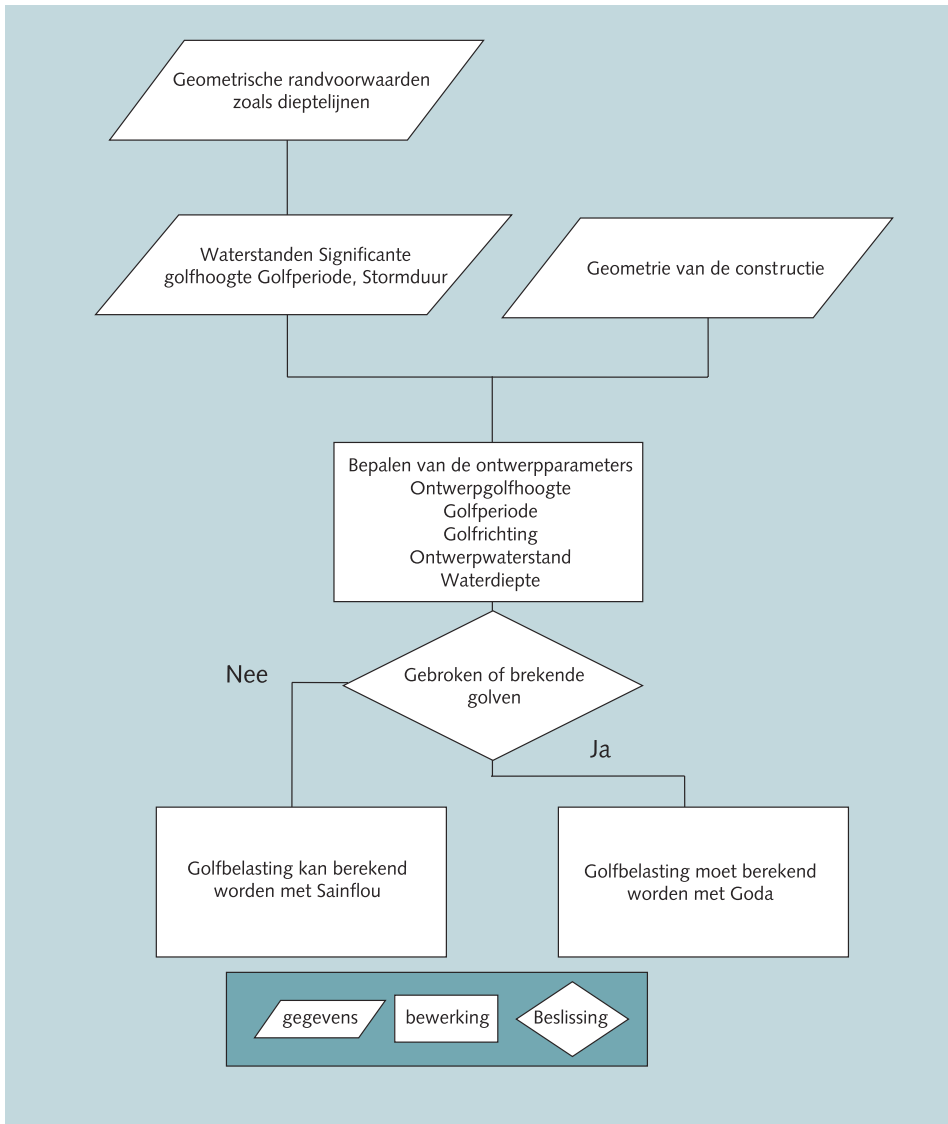 Geometrische randvoorwaarden
zoals dieptelijnen
Waterstanden Significante
golfhoogte Golfperiode, Stormduur
Geometrie van de constructie
Bepalen van de ontwerpparameters
Ontwerpgolfhoogte
Golfperiode
Golfrichting
Ontwerpwaterstand
Waterdiepte
Gebroken of brekende
golven
Nee
Ja
Golfbelasting kan berekend
worden met Sainflou
Golfbelasting moet berekend
worden met Goda
gegevens
bewerking
Beslissing